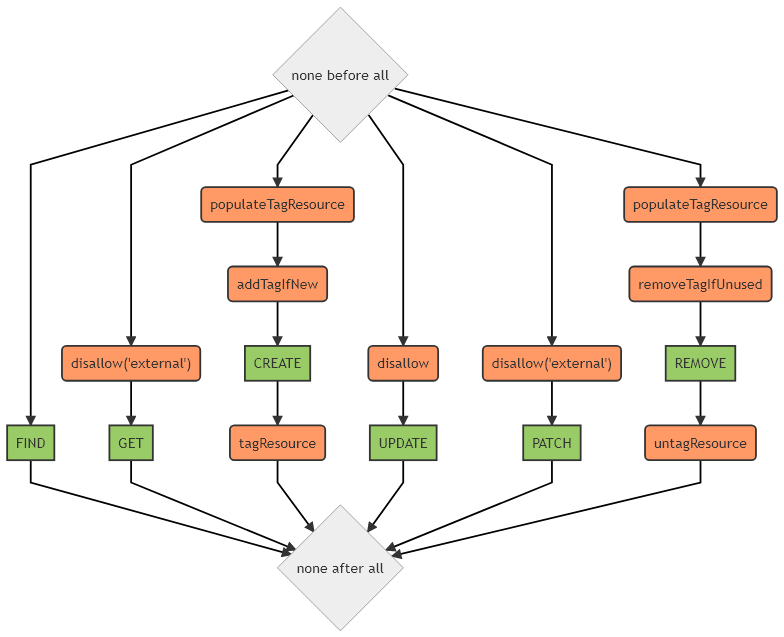 none before all
populateTagResource
populateTagResource
addTagIfNew
removeTagIfUnused
disallow('external')
CREATE
disallow
disallow('external')
REMOVE
FIND
GET
tagResource
UPDATE
PATCH
untagResource
none after all